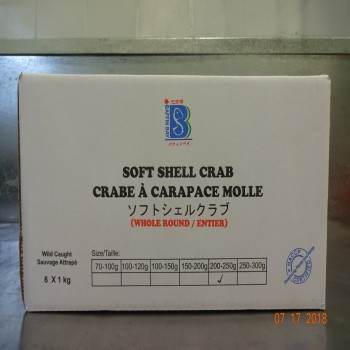 SOFT SHELL CRAB
CRABE À CARAPACE MOLLE
ソフトシェルクラブ
(WHOLE ROUND / ENTIER)
Wild Caught
Sauvage Attrapé
6 X 1 kg
Size/Taille:
70-100g 100-120g 100-150g 150-200g 200-250g 250-300g
✓
HACCP
CERTIFIED
07 17 2018